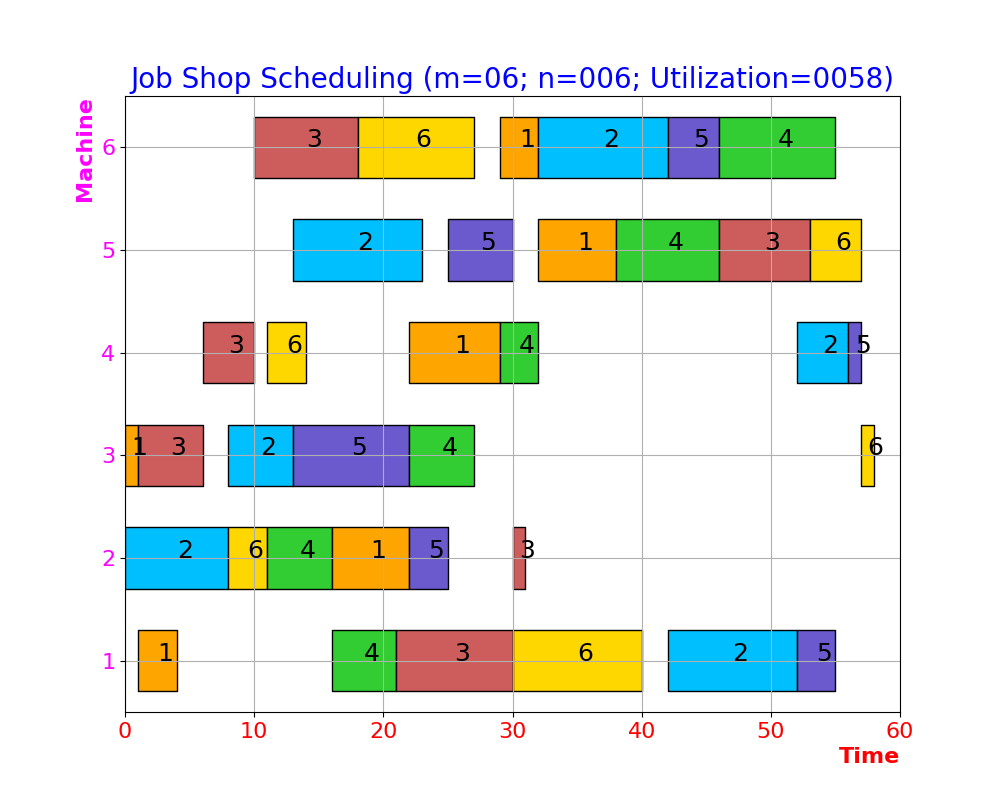 Job Shop Scheduling (m=06; n=006; Utilization=0058)
Machine
6 3 6 1 2 5 4
5 2 5 1 4 3 6
4 3 6 1 4 2 5
3 1 3 2 5 4 6
2 2 6 4 1 5 3
1 1 4 3 6 2 5
0 10 20 30 40 50 60
Time